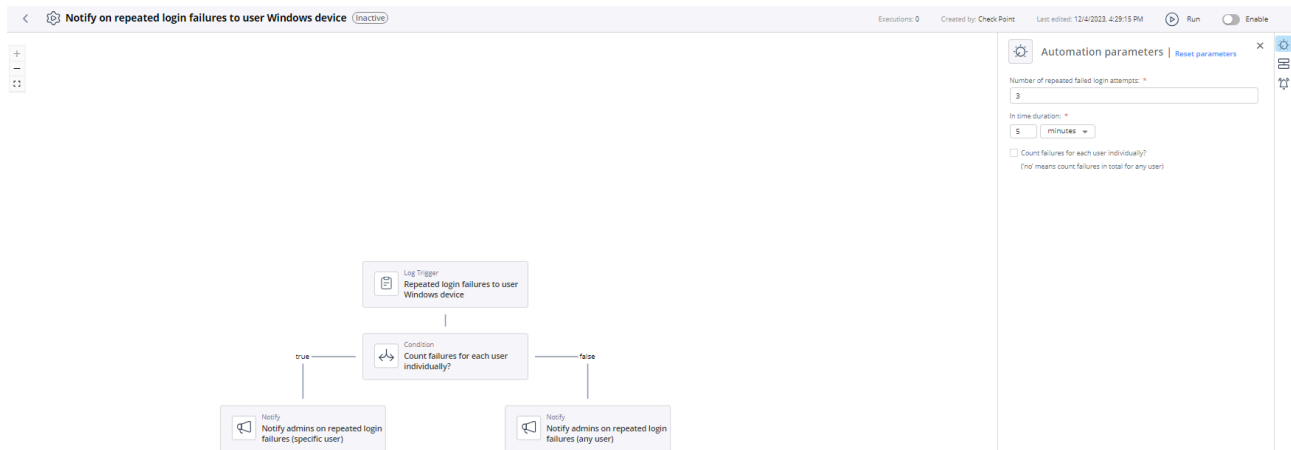 Notify on repeated login failures to user Windows device (Inactive)
Executions: 0 Created by: Check Point Last edited: 12/4/2023, 4:29:15 PM Run Enable
Automation parameters | Reset parameters
Number of repeated failed login attempts: *
3
In time duration: *
5 minutes
Count failures for each user individually?
('no' means count failures in total for any user)
Log Trigger
Repeated login failures to user
Windows device
Condition
Count failures for each user
individually?
true
false
Notify
Notify admins on repeated login
failures (specific user)
Notify
Notify admins on repeated login
failures (any user)